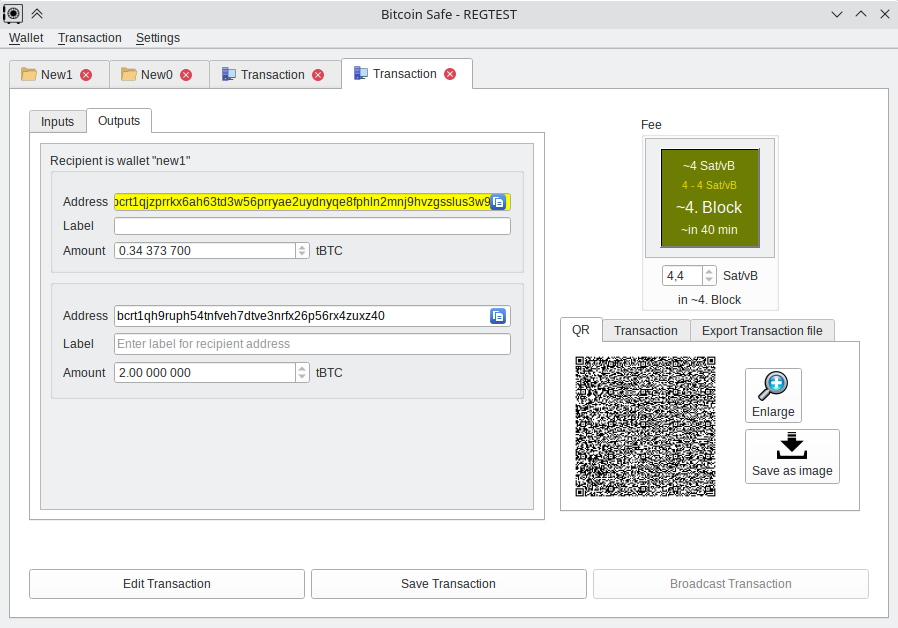 Bitcoin Safe - REGTEST
Wallet Transaction Settings
New1 New0 Transaction Transaction
Inputs Outputs
Recipient is wallet "new1"
Address bcrt1qjzprrkx6ah63td3w56prryae2uydnyqe8fphln2mnj9hvzgsslus3w9
Label
Amount 0.34 373 700 tBTC
Address bcrt1qh9ruph54tnfveh7dtve3nrfx26p56rx4zuxz40
Label Enter label for recipient address
Amount 2.00 000 000 tBTC
Fee
~4 Sat/vB
4 - 4 Sat/vB
~4. Block
~in 40 min
4,4 Sat/vB
in ~4. Block
QR Transaction Export Transaction file
Enlarge
Save as image
Edit Transaction Save Transaction Broadcast Transaction